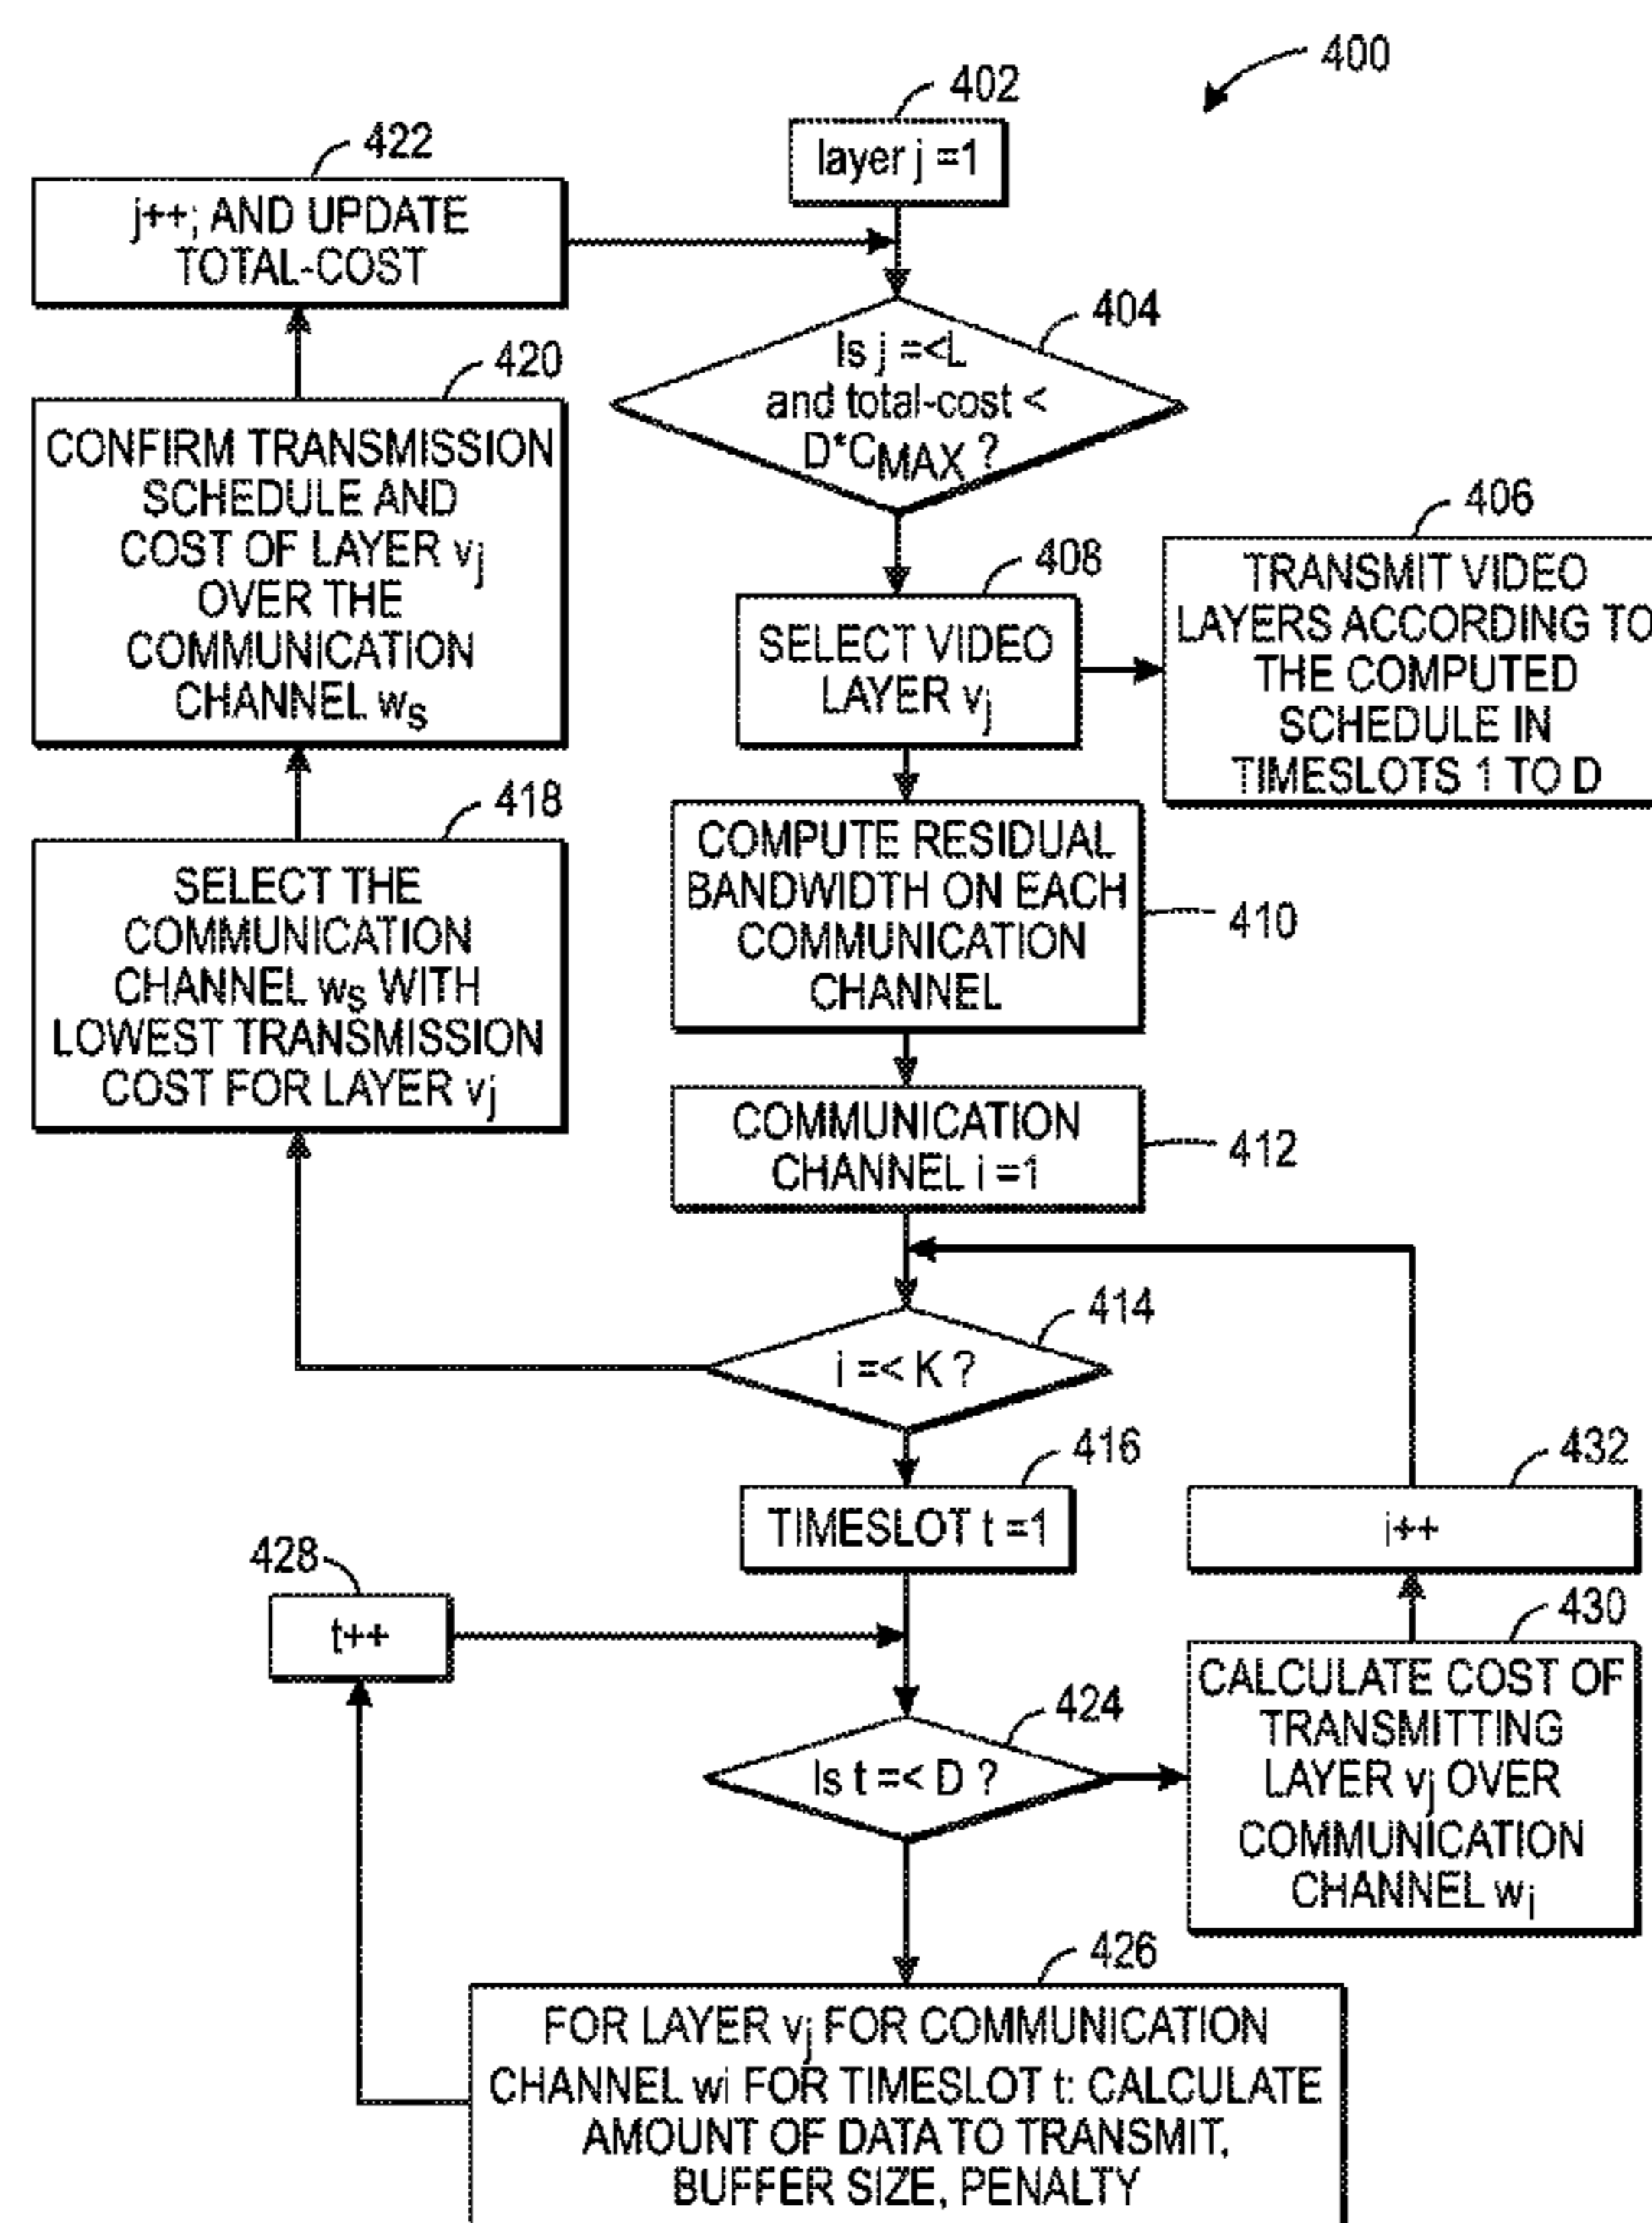 400
402
layer j =1
422
j++; AND UPDATE
TOTAL-COST
404
Is j =<L
and total-cost <
D*CMAX ?
420
CONFIRM TRANSMISSION
SCHEDULE AND
COST OF LAYER vj
OVER THE
COMMUNICATION
CHANNEL ws
406
TRANSMIT VIDEO
LAYERS ACCORDING TO
THE COMPUTED
SCHEDULE IN
TIMESLOTS 1 TO D
408
SELECT VIDEO
LAYER vj
418
SELECT THE
COMMUNICATION
CHANNEL ws WITH
LOWEST TRANSMISSION
COST FOR LAYER vj
COMPUTE RESIDUAL
BANDWIDTH ON EACH
COMMUNICATION
CHANNEL
410
COMMUNICATION
CHANNEL i =1
412
414
i =< K ?
416
TIMESLOT t =1
432
i++
428
t++
430
CALCULATE COST OF
TRANSMITTING
LAYER vj OVER
COMMUNICATION
CHANNEL wi
424
Is t =< D ?
426
FOR LAYER vj FOR COMMUNICATION
CHANNEL wi FOR TIMESLOT t: CALCULATE
AMOUNT OF DATA TO TRANSMIT,
BUFFER SIZE, PENALTY